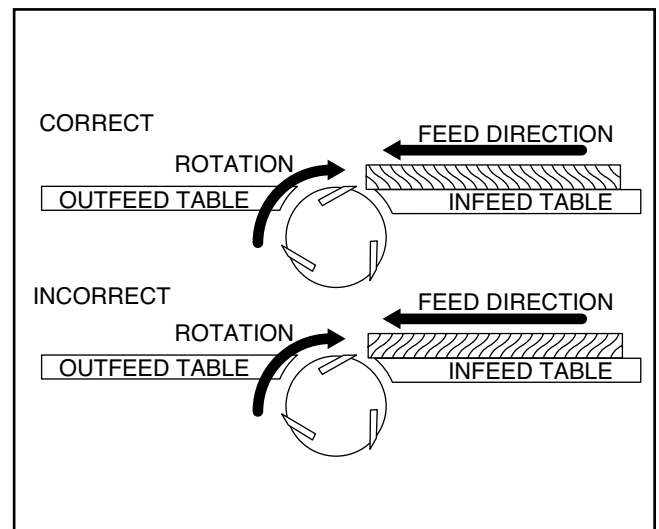 CORRECT
FEED DIRECTION
ROTATION
OUTFEED TABLE
INFEED TABLE
INCORRECT
FEED DIRECTION
ROTATION
OUTFEED TABLE
INFEED TABLE